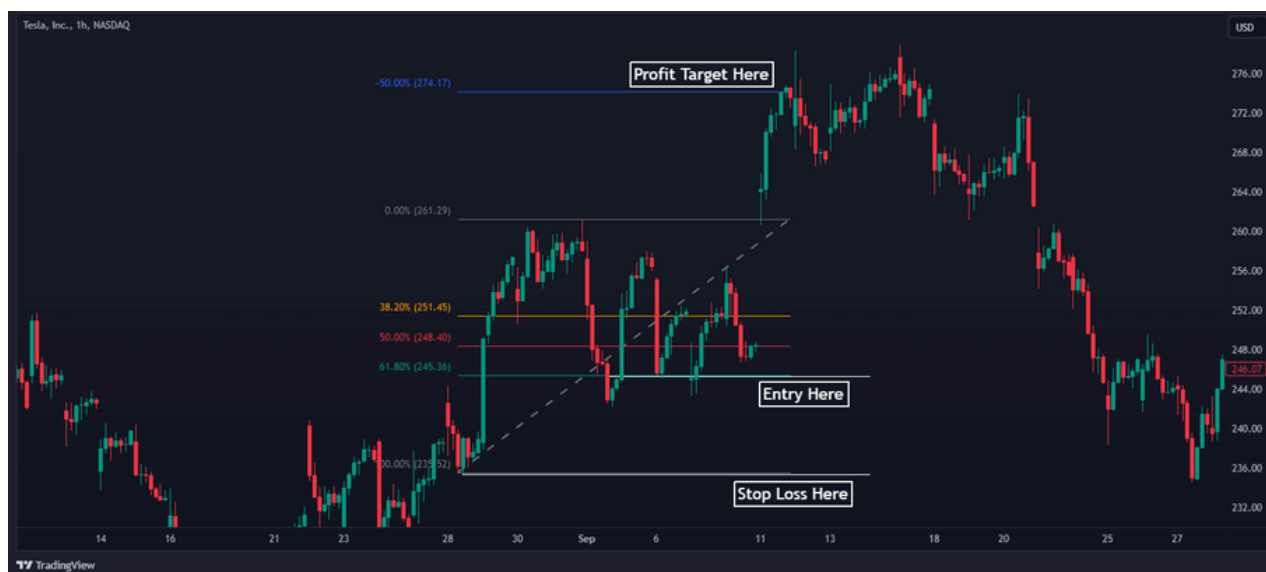 Tesla, Inc., 1h, NASDAQ
USD
Profit Target Here
-50.00% (274.17)
276.00
272.00
268.00
264.00
0.00% (261.29)
260.00
256.00
38.20% (251.45)
252.00
50.00% (248.40)
248.00
246.07
61.80% (245.36)
244.00
Entry Here
240.00
00.00% (235.52)
236.00
Stop Loss Here
232.00
14 16 21 23 28 30 Sep 6 11 13 18 20 25 27
TradingView